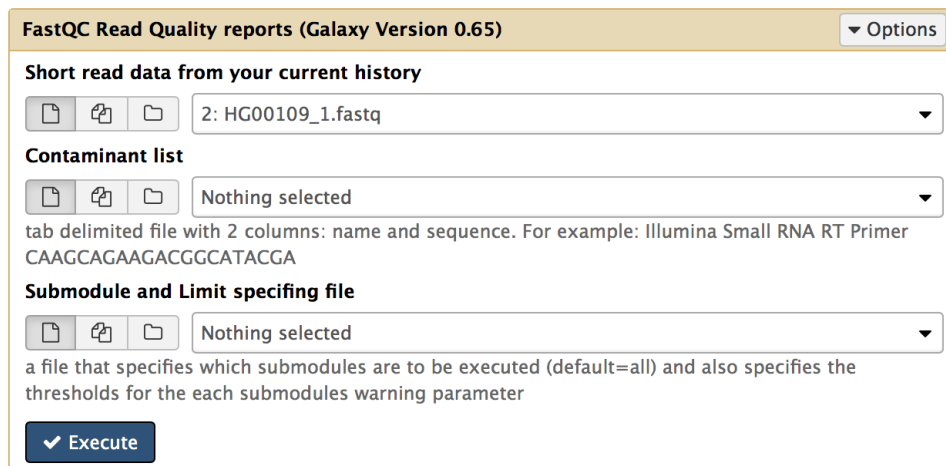 FastQC Read Quality reports (Galaxy Version 0.65)
Options
Short read data from your current history
2: HG00109_1.fastq
Contaminant list
Nothing selected
tab delimited file with 2 columns: name and sequence. For example: Illumina Small RNA RT Primer
CAAGCAGAAGACGGCATACGA
Submodule and Limit specifing file
Nothing selected
a file that specifies which submodules are to be executed (default=all) and also specifies the
thresholds for the each submodules warning parameter
Execute